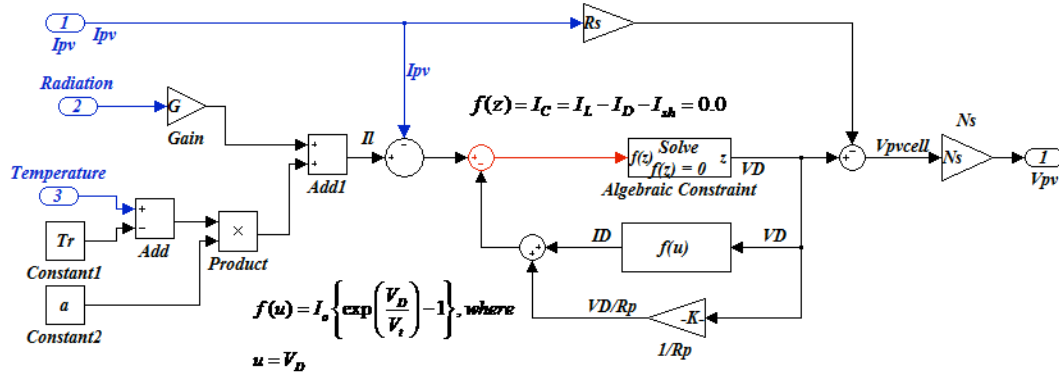 1
Ipv
Ipv
Rs
Ipv
Radiation
2
G
Gain
f(z) = I_C = I_L − I_D − I_sh = 0.0
Ns
+
+
Add1
Il
−
+
+
−
f(z)
Solve
f(z) = 0
z
VD
Algebraic Constraint
+
−
Vpvcell
Ns
1
Vpv
Temperature
3
+
−
Add
Tr
Constant1
×
Product
a
Constant2
+
+
ID
f(u)
VD
VD/Rp
-K-
1/Rp
f(u) = I_o {exp(V_D/V_t) − 1}, where
u = V_D